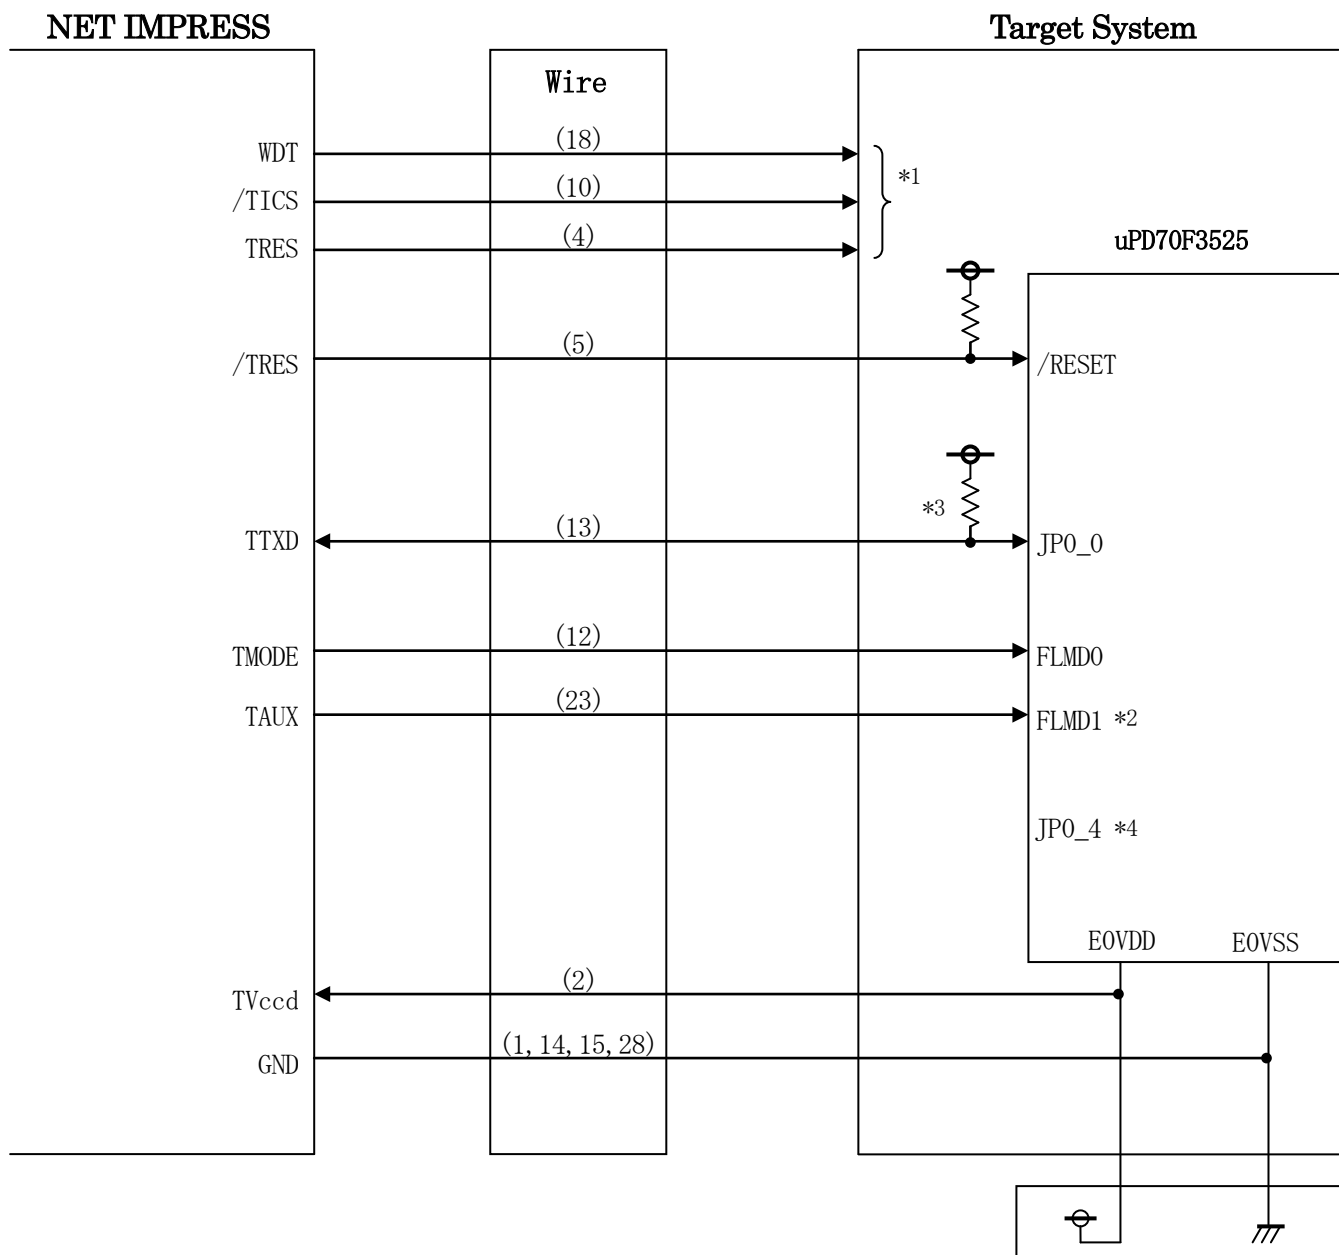 NET IMPRESS
Target System
Wire
WDT
(18)
*1
/TICS
(10)
TRES
(4)
uPD70F3525
/TRES
(5)
/RESET
*3
TTXD
(13)
JP0_0
TMODE
(12)
FLMD0
TAUX
(23)
FLMD1 *2
JP0_4 *4
E0VDD
E0VSS
TVccd
(2)
GND
(1,14,15,28)